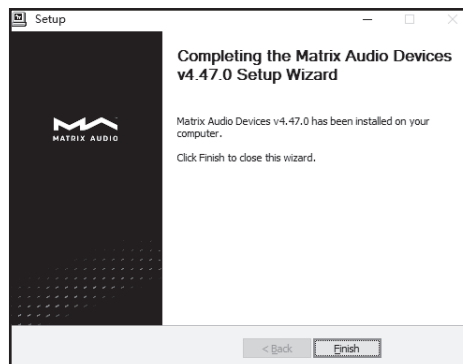 Setup
Completing the Matrix Audio Devices
v4.47.0 Setup Wizard
MATRIX AUDIO
Matrix Audio Devices v4.47.0 has been installed on your
computer.
Click Finish to close this wizard.
< Back
Finish